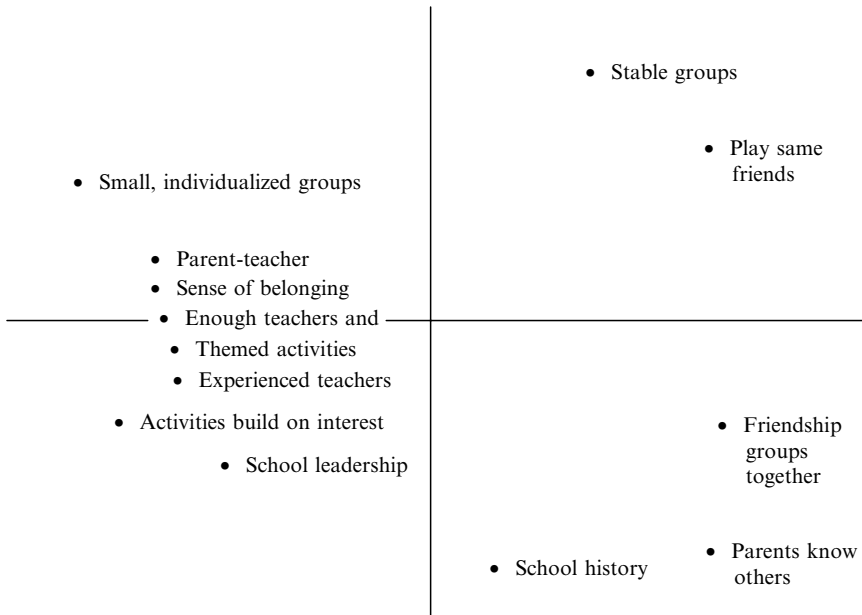 • Stable groups
• Play same
friends
• Small, individualized groups
• Parent-teacher
• Sense of belonging
• Enough teachers and
• Themed activities
• Experienced teachers
• Activities build on interest
• Friendship
groups
together
• School leadership
• Parents know
others
• School history